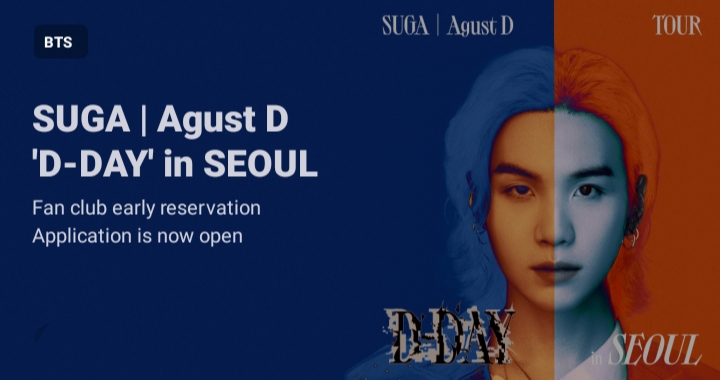 BTS
SUGA | Agust D
'D-DAY' in SEOUL
Fan club early reservation
Application is now open
SUGA | Agust D
TOUR
D-DAY
in SEOUL